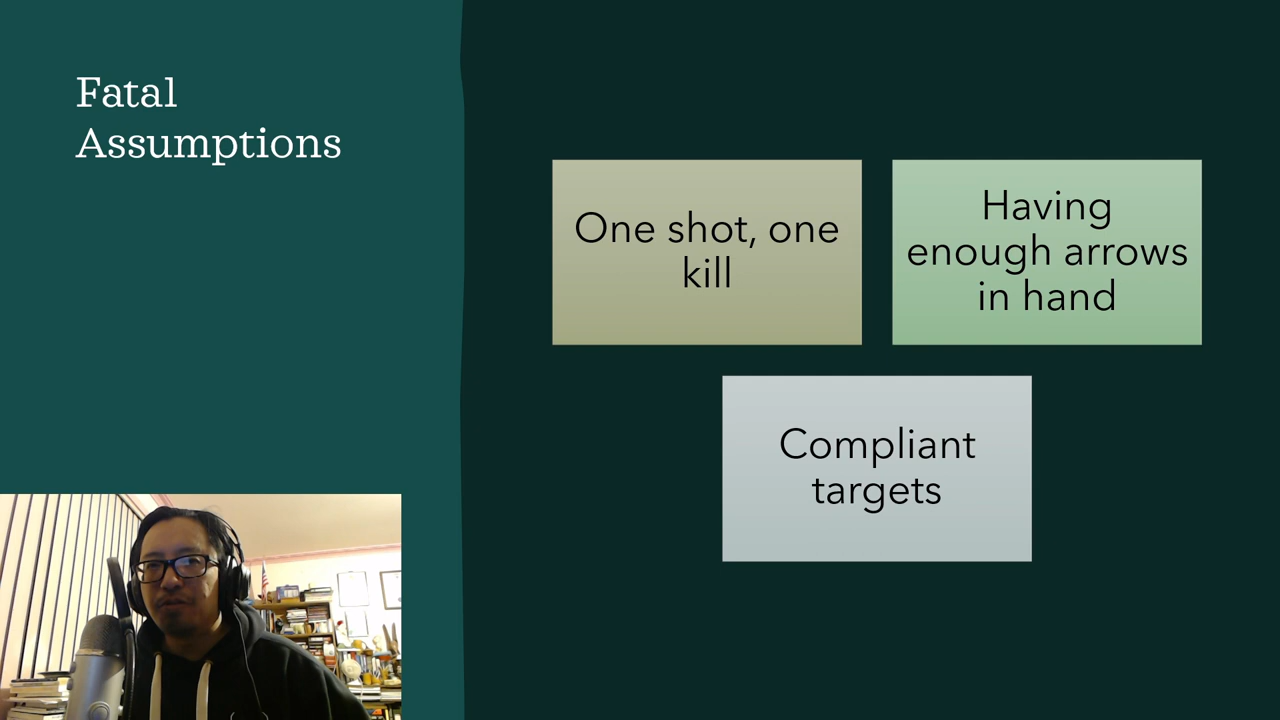 Fatal
Assumptions
One shot, one
kill
Having
enough arrows
in hand
Compliant
targets